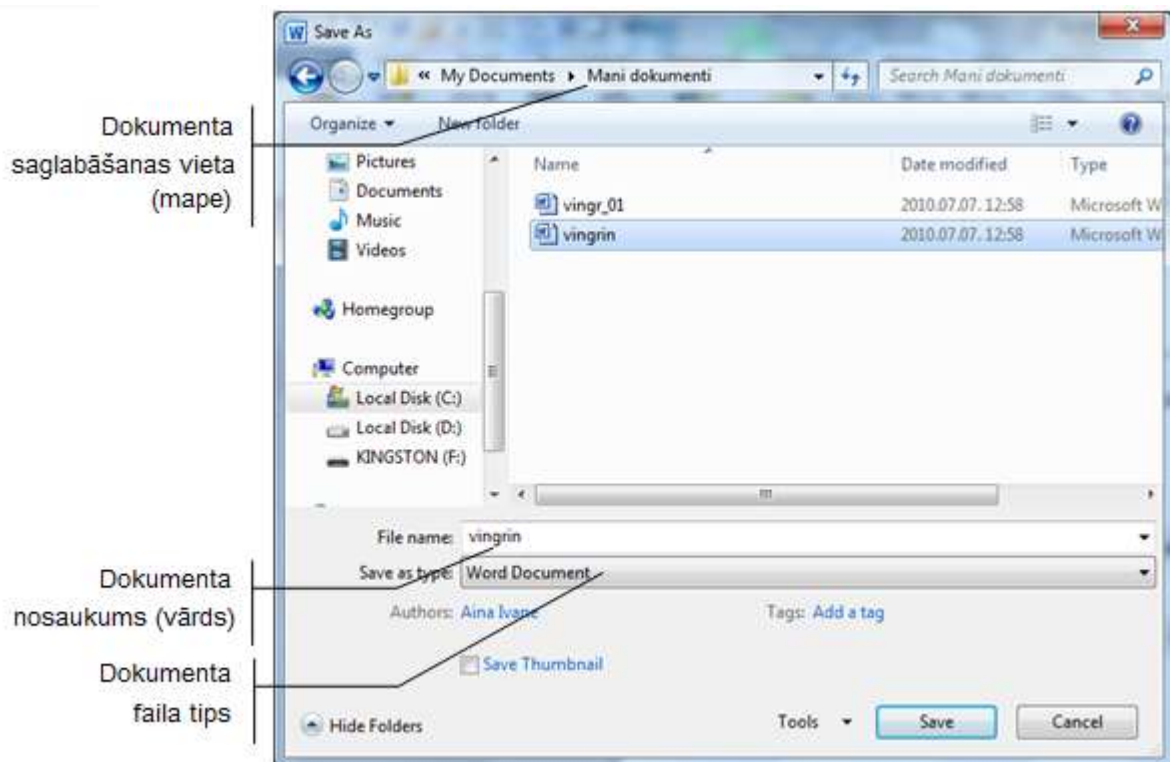 Save As
« My Documents ▸ Mani dokumenti
Search Mani dokumenti
Organize
New folder
Dokumenta
saglabāšanas vieta
(mape)
Pictures
Documents
Music
Videos
Homegroup
Computer
Local Disk (C:)
Local Disk (D:)
KINGSTON (F:)
Name Date modified Type
vingr_01 2010.07.07. 12:58 Microsoft W
vingrin 2010.07.07. 12:58 Microsoft W
File name: vingrin
Save as type: Word Document
Dokumenta
nosaukums (vārds)
Authors: Aina Ivane Tags: Add a tag
Save Thumbnail
Dokumenta
faila tips
Hide Folders Tools Save Cancel